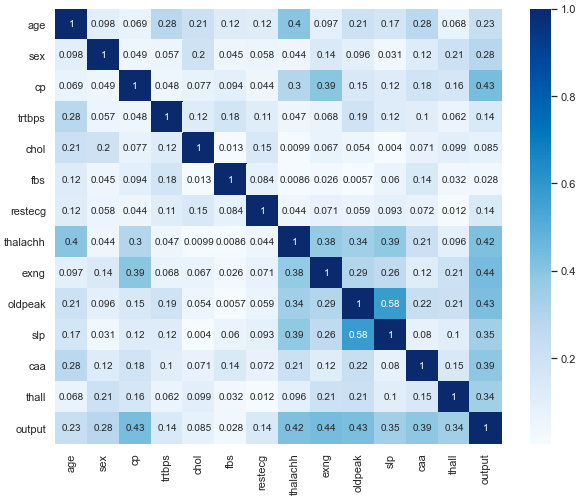 age 1 0.098 0.069 0.28 0.21 0.12 0.12 0.4 0.097 0.21 0.17 0.28 0.068 0.23
sex 0.098 1 0.049 0.057 0.2 0.045 0.058 0.044 0.14 0.096 0.031 0.12 0.21 0.28
cp 0.069 0.049 1 0.048 0.077 0.094 0.044 0.3 0.39 0.15 0.12 0.18 0.16 0.43
trtbps 0.28 0.057 0.048 1 0.12 0.18 0.11 0.047 0.068 0.19 0.12 0.1 0.062 0.14
chol 0.21 0.2 0.077 0.12 1 0.013 0.15 0.0099 0.067 0.054 0.004 0.071 0.099 0.085
fbs 0.12 0.045 0.094 0.18 0.013 1 0.084 0.0086 0.026 0.0057 0.06 0.14 0.032 0.028
restecg 0.12 0.058 0.044 0.11 0.15 0.084 1 0.044 0.071 0.059 0.093 0.072 0.012 0.14
thalachh 0.4 0.044 0.3 0.047 0.0099 0.0086 0.044 1 0.38 0.34 0.39 0.21 0.096 0.42
exng 0.097 0.14 0.39 0.068 0.067 0.026 0.071 0.38 1 0.29 0.26 0.12 0.21 0.44
oldpeak 0.21 0.096 0.15 0.19 0.054 0.0057 0.059 0.34 0.29 1 0.58 0.22 0.21 0.43
slp 0.17 0.031 0.12 0.12 0.004 0.06 0.093 0.39 0.26 0.58 1 0.08 0.1 0.35
caa 0.28 0.12 0.18 0.1 0.071 0.14 0.072 0.21 0.12 0.22 0.08 1 0.15 0.39
thall 0.068 0.21 0.16 0.062 0.099 0.032 0.012 0.096 0.21 0.21 0.1 0.15 1 0.34
output 0.23 0.28 0.43 0.14 0.085 0.028 0.14 0.42 0.44 0.43 0.35 0.39 0.34 1
age sex cp trtbps chol fbs restecg thalachh exng oldpeak slp caa thall output
1.0
0.8
0.6
0.4
0.2